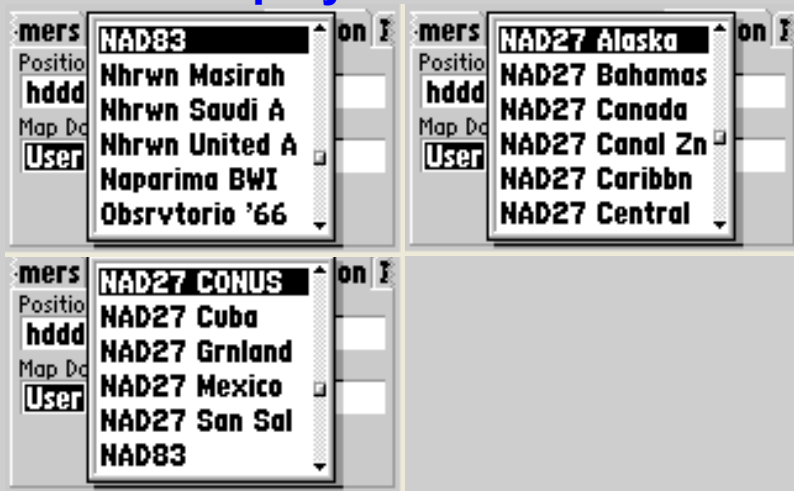 mers
NAD83
on
Positio
hddd
Map Da
User
Nhrwn Masirah
Nhrwn Saudi A
Nhrwn United A
Naparima BWI
Obsrvtorio '66
mers
NAD27 Alaska
on
Positio
hddd
Map Da
User
NAD27 Bahamas
NAD27 Canada
NAD27 Canal Zn
NAD27 Caribbn
NAD27 Central
mers
NAD27 CONUS
on
Positio
hddd
Map Da
User
NAD27 Cuba
NAD27 Grnland
NAD27 Mexico
NAD27 San Sal
NAD83